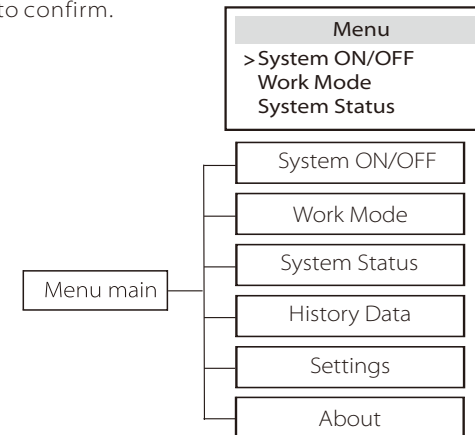 to confirm.
Menu
>System ON/OFF
Work Mode
System Status
System ON/OFF
Work Mode
System Status
Menu main
History Data
Settings
About